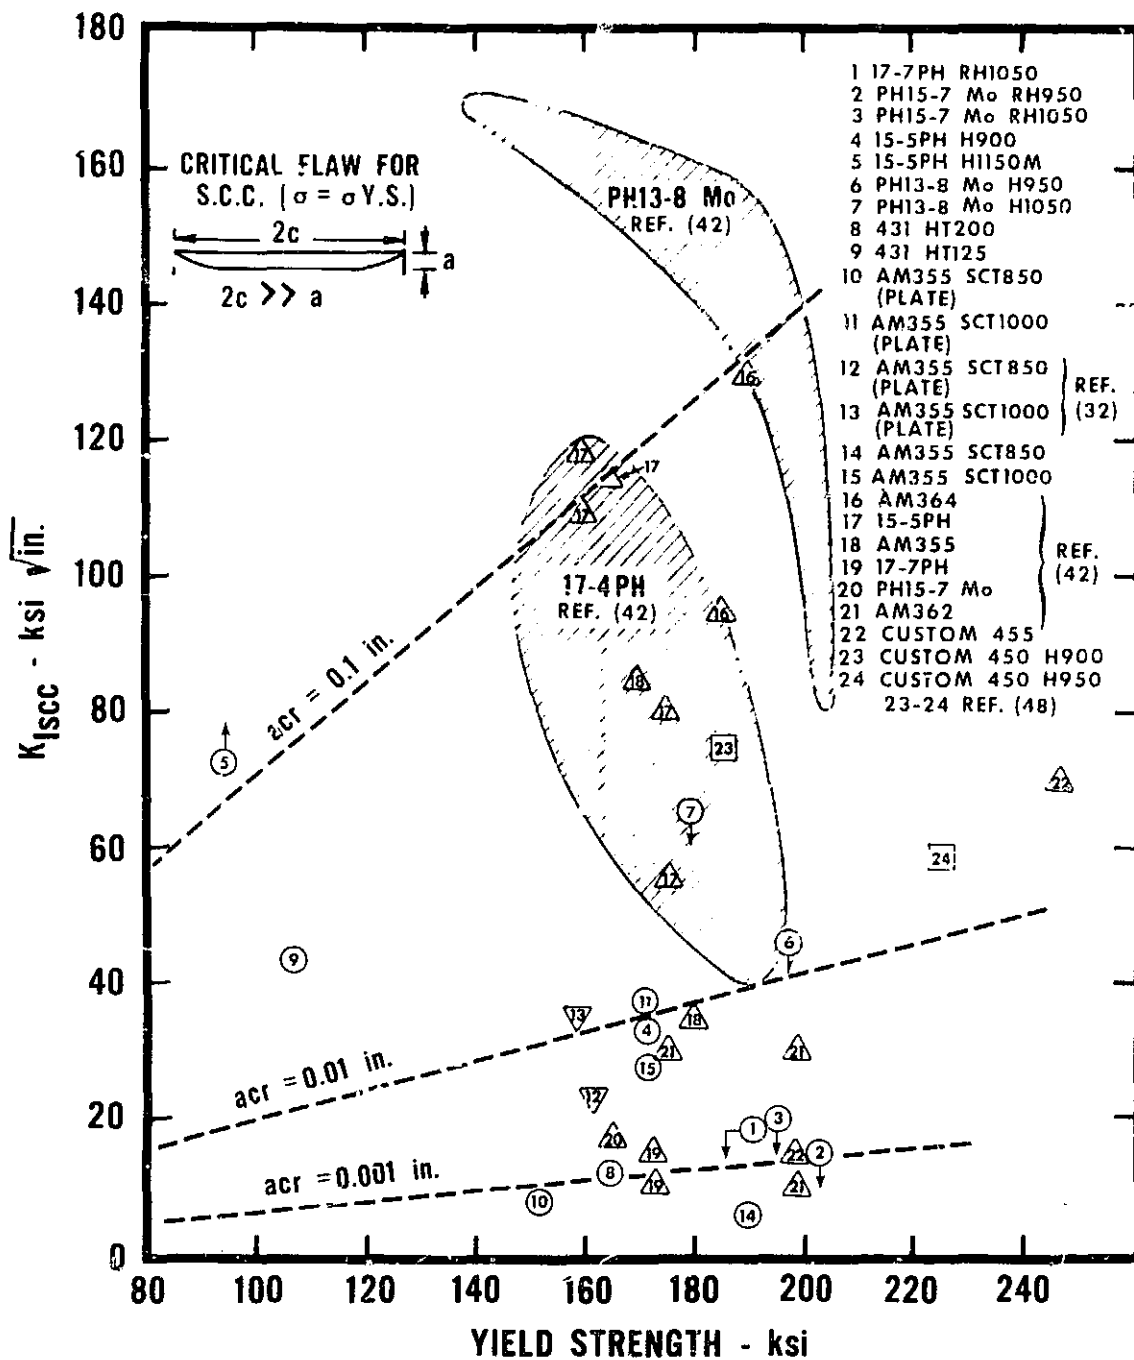 180
160
140
120
100
80
60
40
20
0
K_Iscc - ksi √in.
80 100 120 140 160 180 200 220 240
YIELD STRENGTH - ksi
CRITICAL FLAW FOR
S.C.C. (σ = σ Y.S.)
2c
a
2c >> a
PH13-8 Mo
REF. (42)
17-4PH
REF. (42)
acr = 0.1 in.
acr = 0.01 in.
acr = 0.001 in.
1 17-7PH RH1050
2 PH15-7 Mo RH950
3 PH15-7 Mo RH1050
4 15-5PH H900
5 15-5PH H1150M
6 PH13-8 Mo H950
7 PH13-8 Mo H1050
8 431 HT200
9 431 HT125
10 AM355 SCT850
(PLATE)
11 AM355 SCT1000
(PLATE)
12 AM355 SCT850
(PLATE)
13 AM355 SCT1000
(PLATE)
REF.
(32)
14 AM355 SCT850
15 AM355 SCT1000
16 AM364
17 15-5PH
18 AM355
19 17-7PH
20 PH15-7 Mo
21 AM362
22 CUSTOM 455
REF.
(42)
23 CUSTOM 450 H900
24 CUSTOM 450 H950
23-24 REF. (48)
16
17
17
17
16
18
17
23
5
7
22
17
24
9
6
11
13
18
4
21
21
15
12
20
19
1
3
22
2
8
19
21
10
14